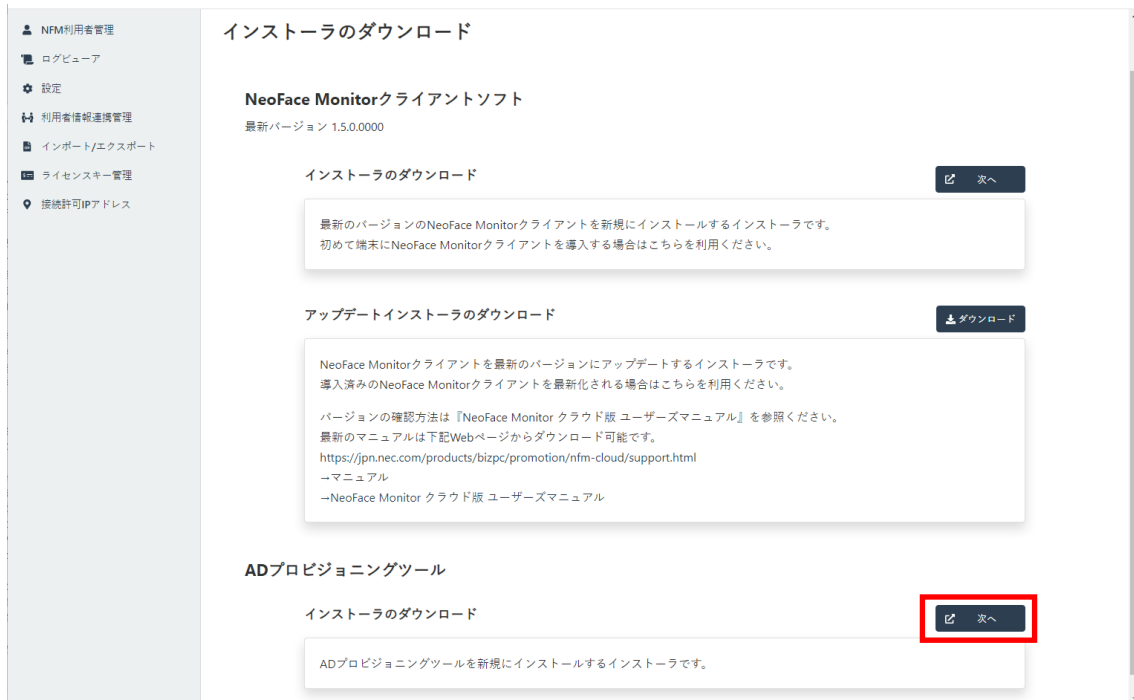 NFM利用者管理
ログビューア
設定
利用者情報連携管理
インポート/エクスポート
ライセンスキー管理
接続許可IPアドレス
インストーラのダウンロード
NeoFace Monitorクライアントソフト
最新バージョン 1.5.0.0000
インストーラのダウンロード
次へ
最新のバージョンのNeoFace Monitorクライアントを新規にインストールするインストーラです。
初めて端末にNeoFace Monitorクライアントを導入する場合はこちらを利用ください。
アップデートインストーラのダウンロード
ダウンロード
NeoFace Monitorクライアントを最新のバージョンにアップデートするインストーラです。
導入済みのNeoFace Monitorクライアントを最新化される場合はこちらを利用ください。
バージョンの確認方法は『NeoFace Monitor クラウド版 ユーザーズマニュアル』を参照ください。
最新のマニュアルは下記Webページからダウンロード可能です。
https://jpn.nec.com/products/bizpc/promotion/nfm-cloud/support.html
→マニュアル
→NeoFace Monitor クラウド版 ユーザーズマニュアル
ADプロビジョニングツール
インストーラのダウンロード
次へ
ADプロビジョニングツールを新規にインストールするインストーラです。